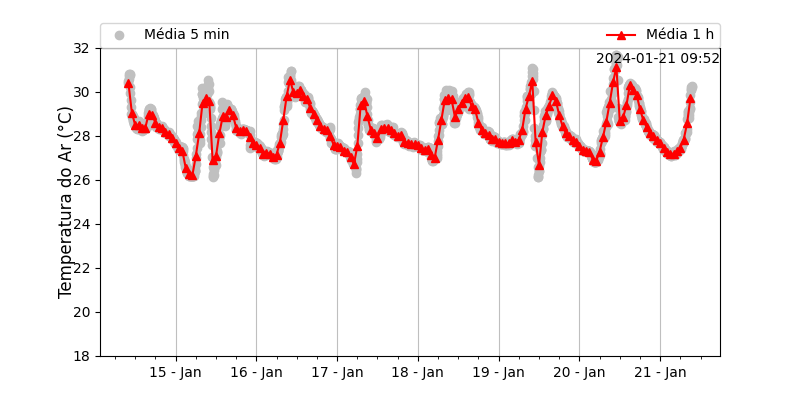 Média 5 min
Média 1 h
2024-01-21 09:52
Temperatura do Ar (°C)
32
30
28
26
24
22
20
18
15 - Jan
16 - Jan
17 - Jan
18 - Jan
19 - Jan
20 - Jan
21 - Jan